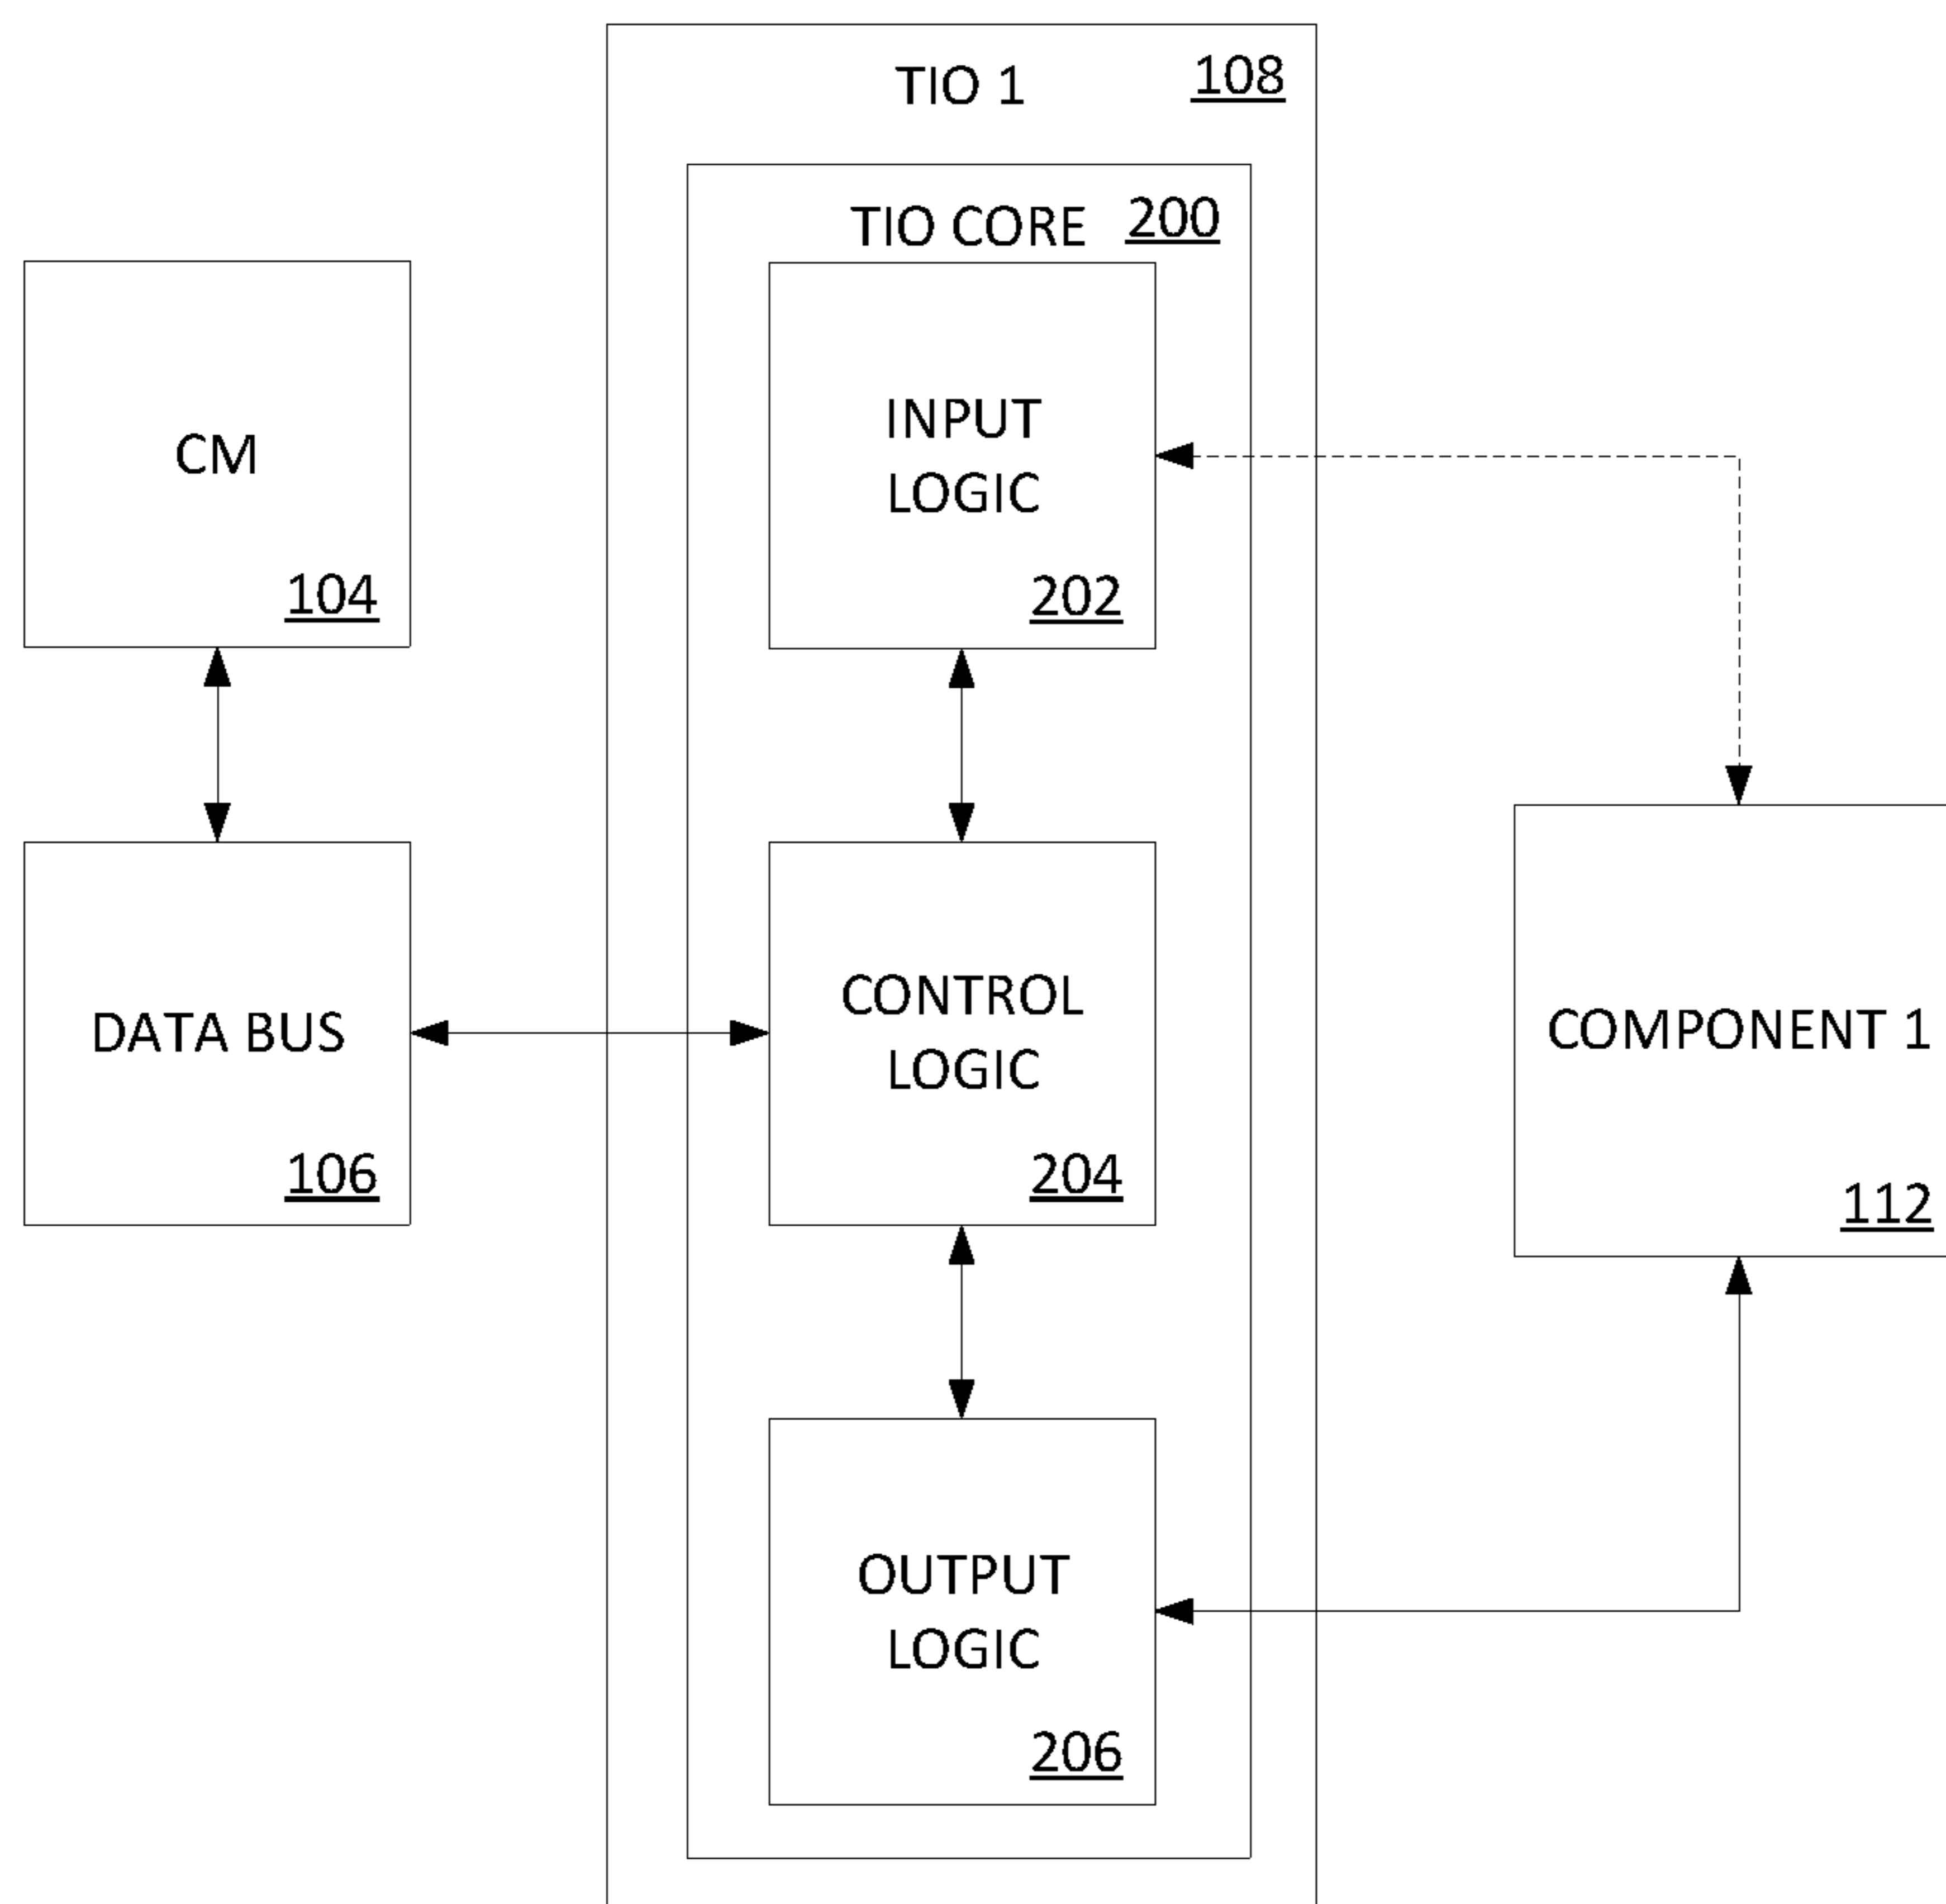 TIO 1
108
TIO CORE
200
INPUT
LOGIC
202
CM
104
DATA BUS
106
CONTROL
LOGIC
204
COMPONENT 1
112
OUTPUT
LOGIC
206